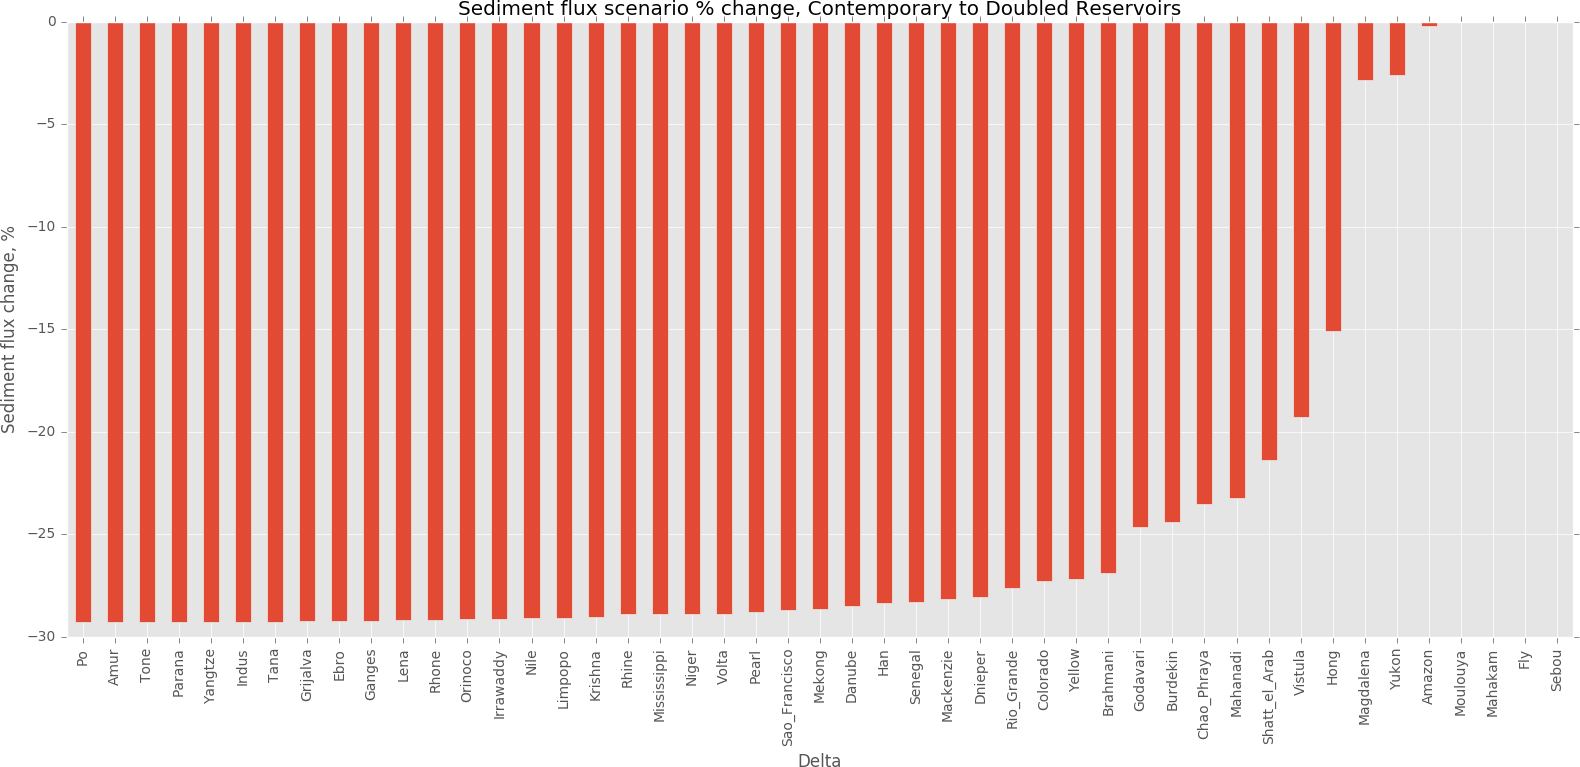 Sediment flux scenario % change, Contemporary to Doubled Reservoirs
Sediment flux change, %
0
−5
−10
−15
−20
−25
−30
Po
Amur
Tone
Parana
Yangtze
Indus
Tana
Grijalva
Ebro
Ganges
Lena
Rhone
Orinoco
Irrawaddy
Nile
Limpopo
Krishna
Rhine
Mississippi
Niger
Volta
Pearl
Sao_Francisco
Mekong
Danube
Han
Senegal
Mackenzie
Dnieper
Rio_Grande
Colorado
Yellow
Brahmani
Godavari
Burdekin
Chao_Phraya
Mahanadi
Shatt_el_Arab
Vistula
Hong
Magdalena
Yukon
Amazon
Moulouya
Mahakam
Fly
Sebou
Delta